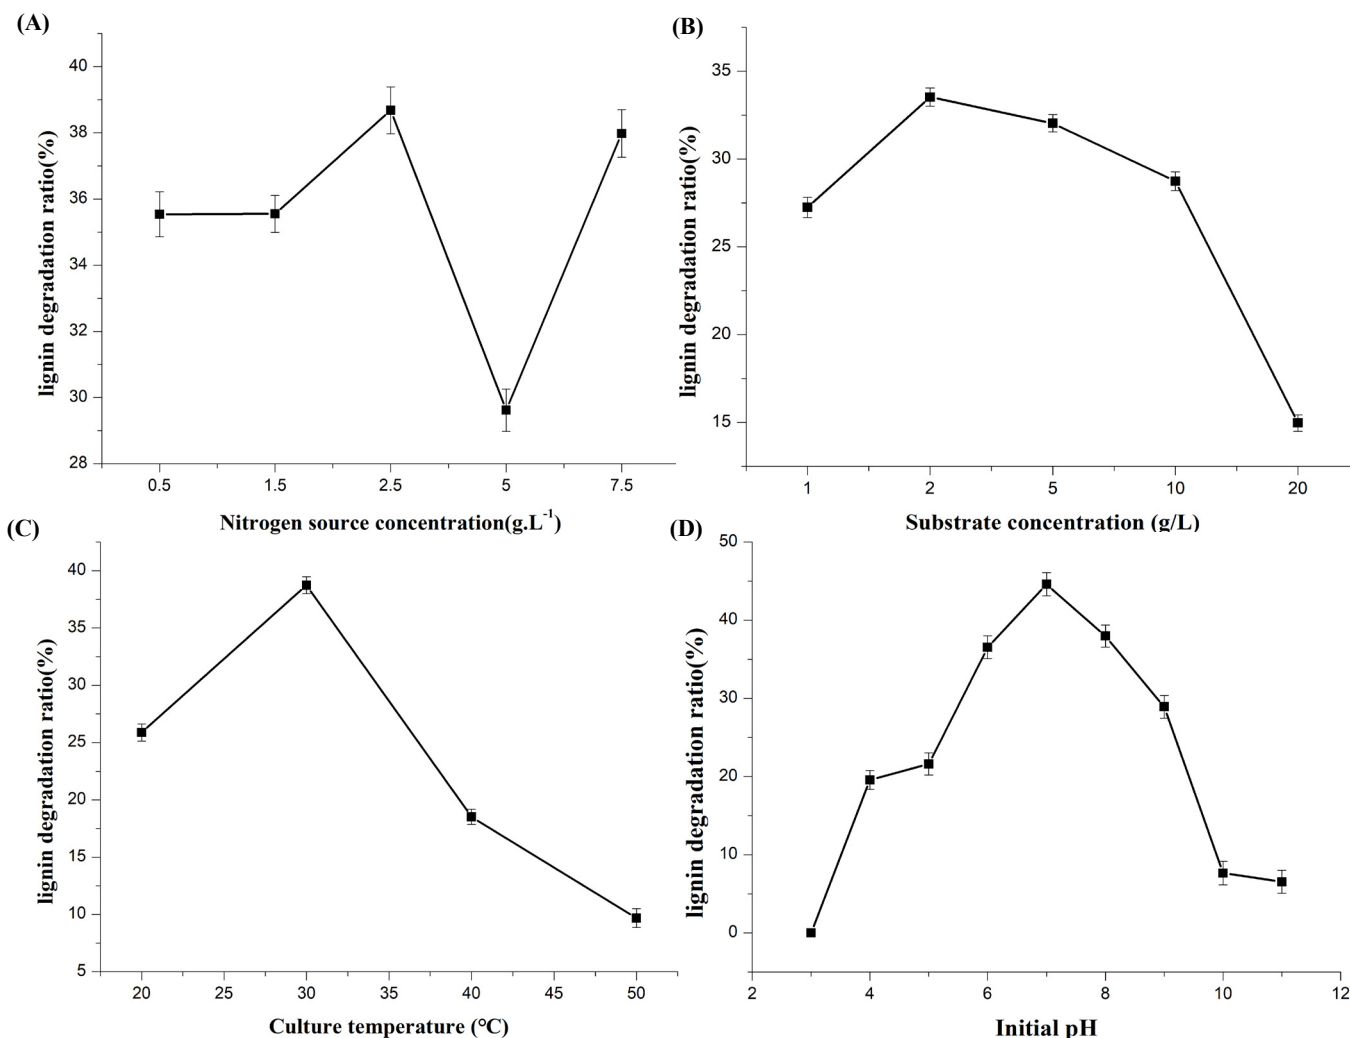 (A)
40
38
36
34
32
30
28
lignin degradation ratio(%)
0.5 1.5 2.5 5 7.5
Nitrogen source concentration(g.L-1)
(B)
35
30
25
20
15
lignin degradation ratio(%)
1 2 5 10 20
Substrate concentration (g/L)
(C)
40
35
30
25
20
15
10
5
lignin degradation ratio(%)
20 25 30 35 40 45 50
Culture temperature (°C)
(D)
50
40
30
20
10
0
lignin degradation ratio(%)
2 4 6 8 10 12
Initial pH